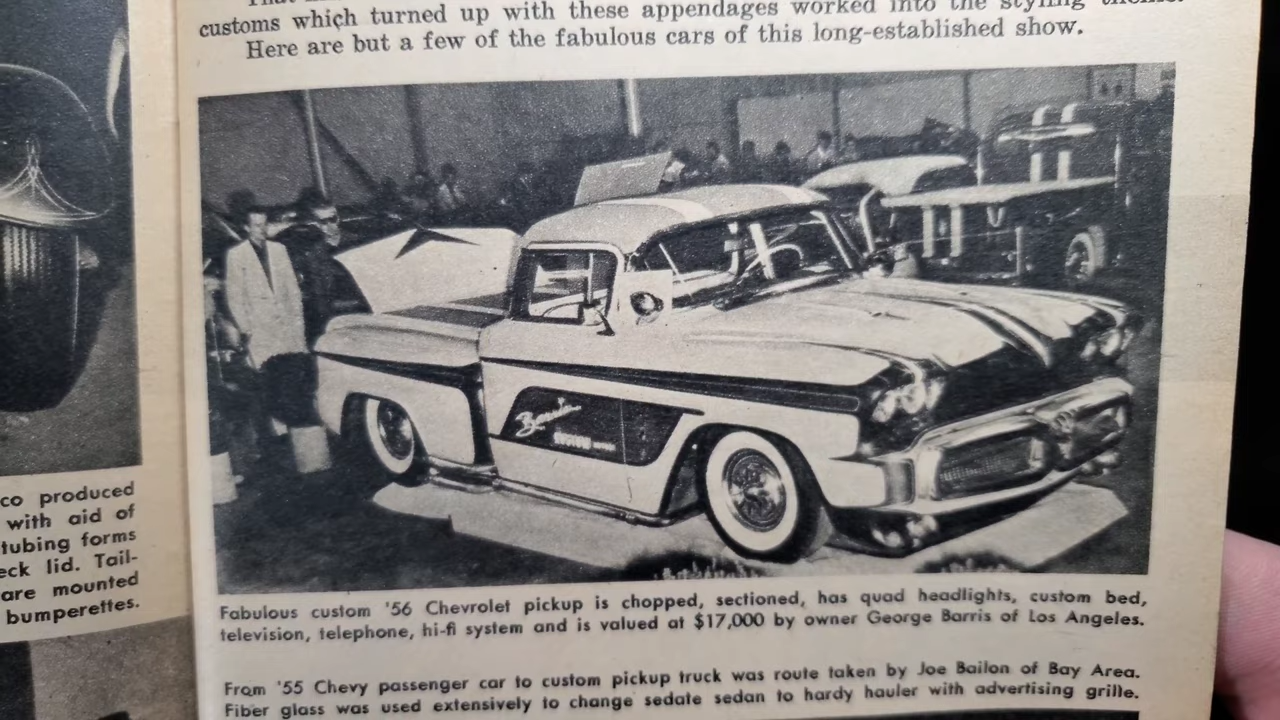 customs which turned up with these appendages worked into the styling theme.
Here are but a few of the fabulous cars of this long-established show.
co produced
with aid of
tubing forms
eck lid. Tail-
are mounted
bumperettes.
Barris
Fabulous custom '56 Chevrolet pickup is chopped, sectioned, has quad headlights, custom bed,
television, telephone, hi-fi system and is valued at $17,000 by owner George Barris of Los Angeles.
From '55 Chevy passenger car to custom pickup truck was route taken by Joe Bailon of Bay Area.
Fiber glass was used extensively to change sedate sedan to hardy hauler with advertising grille.